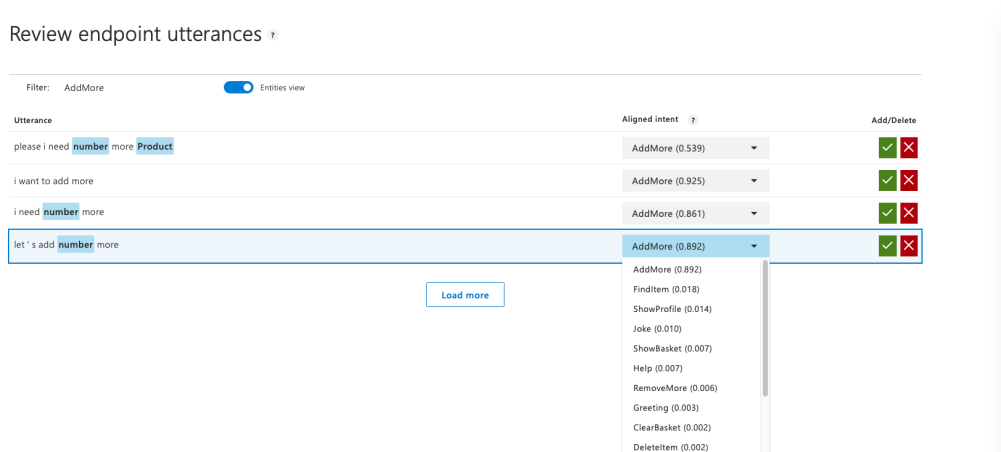 Review endpoint utterances ?
Filter: AddMore Entities view
Utterance Aligned intent ? Add/Delete
please i need number more Product AddMore (0.539)
i want to add more AddMore (0.925)
i need number more AddMore (0.861)
let ' s add number more AddMore (0.892)
AddMore (0.892)
FindItem (0.018)
Load more
ShowProfile (0.014)
Joke (0.010)
ShowBasket (0.007)
Help (0.007)
RemoveMore (0.006)
Greeting (0.003)
ClearBasket (0.002)
DeleteItem (0.002)